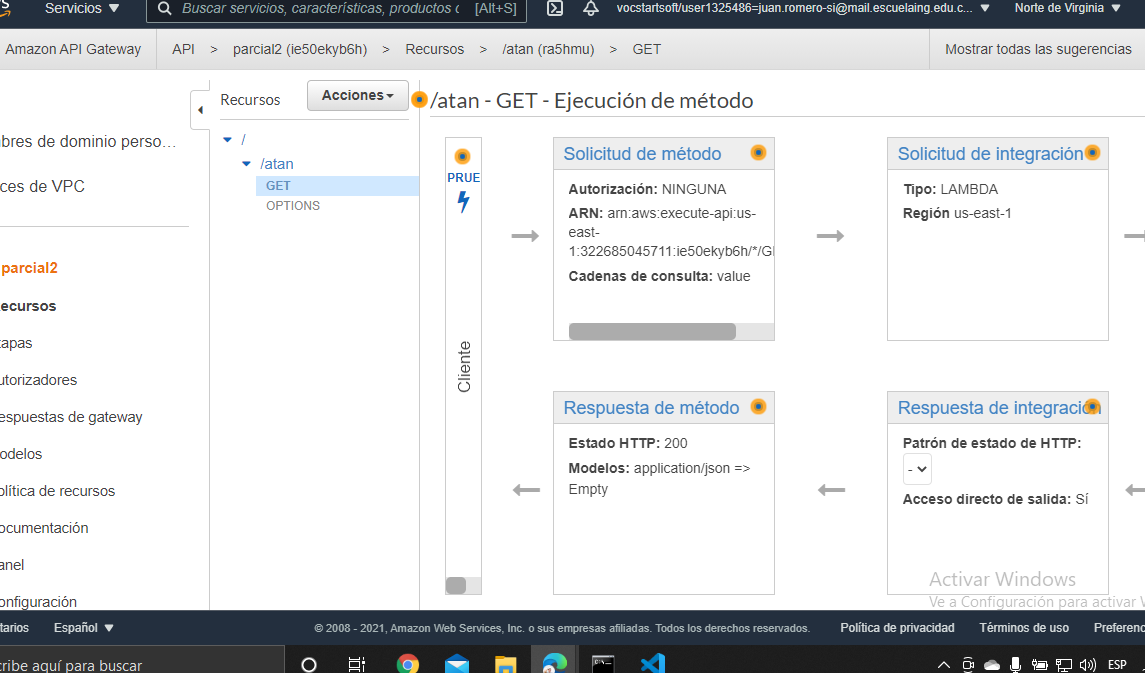 Servicios
Buscar servicios, características, productos c [Alt+S]
vocstartsoft/user1325486=juan.romero-si@mail.escuelaing.edu.c...
Norte de Virginia
Amazon API Gateway
API > parcial2 (ie50ekyb6h) > Recursos > /atan (ra5hmu) > GET
Mostrar todas las sugerencias
bres de dominio perso...
ces de VPC
parcial2
ecursos
tapas
utorizadores
espuestas de gateway
odelos
olítica de recursos
ocumentación
anel
onfiguración
Recursos
Acciones
/
/atan
GET
OPTIONS
/atan - GET - Ejecución de método
PRUE
Cliente
Solicitud de método
Autorización: NINGUNA
ARN: arn:aws:execute-api:us-
east-
1:322685045711:ie50ekyb6h/*/GI
Cadenas de consulta: value
Solicitud de integración
Tipo: LAMBDA
Región us-east-1
Respuesta de método
Estado HTTP: 200
Modelos: application/json =>
Empty
Respuesta de integración
Patrón de estado de HTTP:
-
Acceso directo de salida: Sí
Activar Windows
Ve a Configuración para activar W
tarios
Español
© 2008 - 2021, Amazon Web Services, Inc. o sus empresas afiliadas. Todos los derechos reservados.
Política de privacidad
Términos de uso
Preferenc
cribe aquí para buscar
ESP